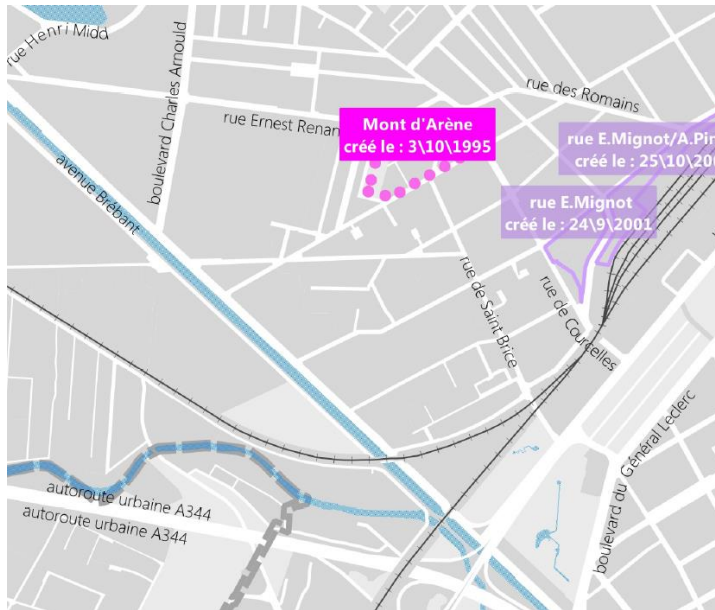 rue Henri Midd
boulevard Charles Arnould
rue des Romains
rue Ernest Renan
Mont d'Arène
créé le : 3\10\1995
rue E.Mignot/A.Pin
créé le : 25\10\20
avenue Brébant
rue E.Mignot
créé le : 24\9\2001
rue de Saint Brice
rue de Courcelles
boulevard du Général Leclerc
autoroute urbaine A344
autoroute urbaine A344